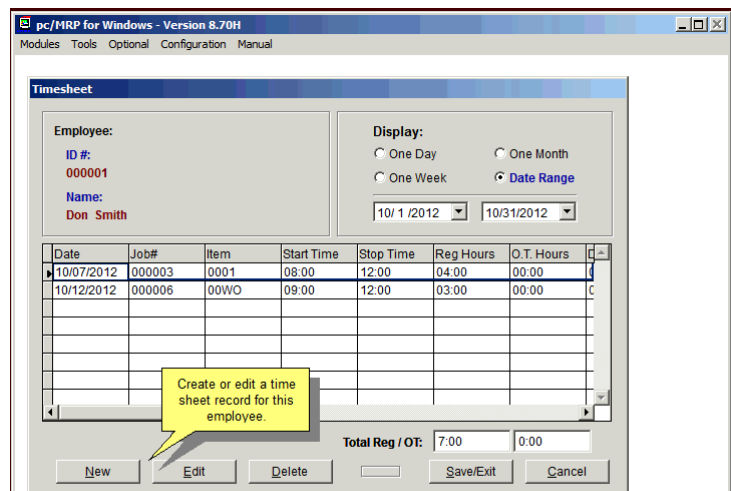 pc/MRP for Windows - Version 8.70H
Modules Tools Optional Configuration Manual
Timesheet
Employee:
ID #:
000001
Name:
Don Smith
Display:
One Day One Month
One Week Date Range
10/ 1 /2012 10/31/2012
Date Job# Item Start Time Stop Time Reg Hours O.T. Hours
10/07/2012 000003 0001 08:00 12:00 04:00 00:00
10/12/2012 000006 00WO 09:00 12:00 03:00 00:00
Create or edit a time
sheet record for this
employee.
Total Reg / OT: 7:00 0:00
New Edit Delete Save/Exit Cancel